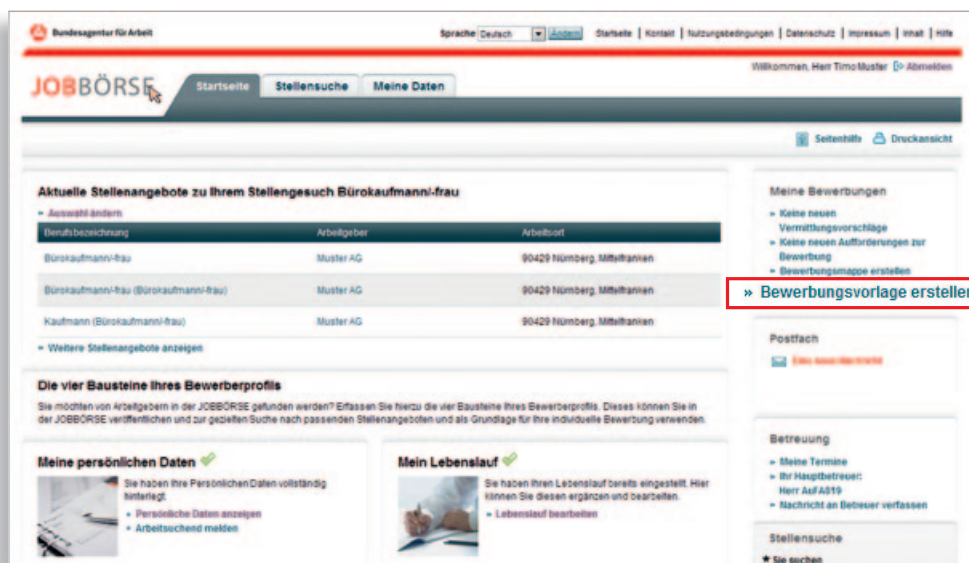 Bundesagentur für Arbeit
Sprache Deutsch Ändern Startseite | Kontakt | Nutzungsbedingungen | Datenschutz | Impressum | Inhalt | Hilfe
Willkommen, Herr Timo Muster Abmelden
JOBBÖRSE Startseite Stellensuche Meine Daten
Seitenhilfe Druckansicht
Aktuelle Stellenangebote zu Ihrem Stellengesuch Bürokaufmann/-frau
» Auswahl ändern
Berufsbezeichnung Arbeitgeber Arbeitsort
Bürokaufmann/-frau Muster AG 90429 Nürnberg, Mittelfranken
Bürokaufmann/-frau (Bürokaufmann/-frau) Muster AG 90429 Nürnberg, Mittelfranken
Kaufmann (Bürokaufmann/-frau) Muster AG 90429 Nürnberg, Mittelfranken
» Weitere Stellenangebote anzeigen
Die vier Bausteine Ihres Bewerberprofils
Sie möchten von Arbeitgebern in der JOBBÖRSE gefunden werden? Erfassen Sie hierzu die vier Bausteine Ihres Bewerberprofils. Dieses können Sie in
der JOBBÖRSE veröffentlichen und zur gezielten Suche nach passenden Stellenangeboten und als Grundlage für Ihre individuelle Bewerbung verwenden.
Meine persönlichen Daten
Sie haben Ihre Persönlichen Daten vollständig
hinterlegt.
» Persönliche Daten anzeigen
» Arbeitsuchend melden
Mein Lebenslauf
Sie haben Ihren Lebenslauf bereits eingestellt. Hier
können Sie diesen ergänzen und bearbeiten.
» Lebenslauf bearbeiten
Meine Bewerbungen
» Keine neuen
Vermittlungsvorschläge
» Keine neuen Aufforderungen zur
Bewerbung
» Bewerbungsmappe erstellen
» Bewerbungsvorlage erstellen
Postfach
Eine neue Nachricht
Betreuung
» Meine Termine
» Ihr Hauptbetreuer:
Herr AufA819
» Nachricht an Betreuer verfassen
Stellensuche
Sie suchen